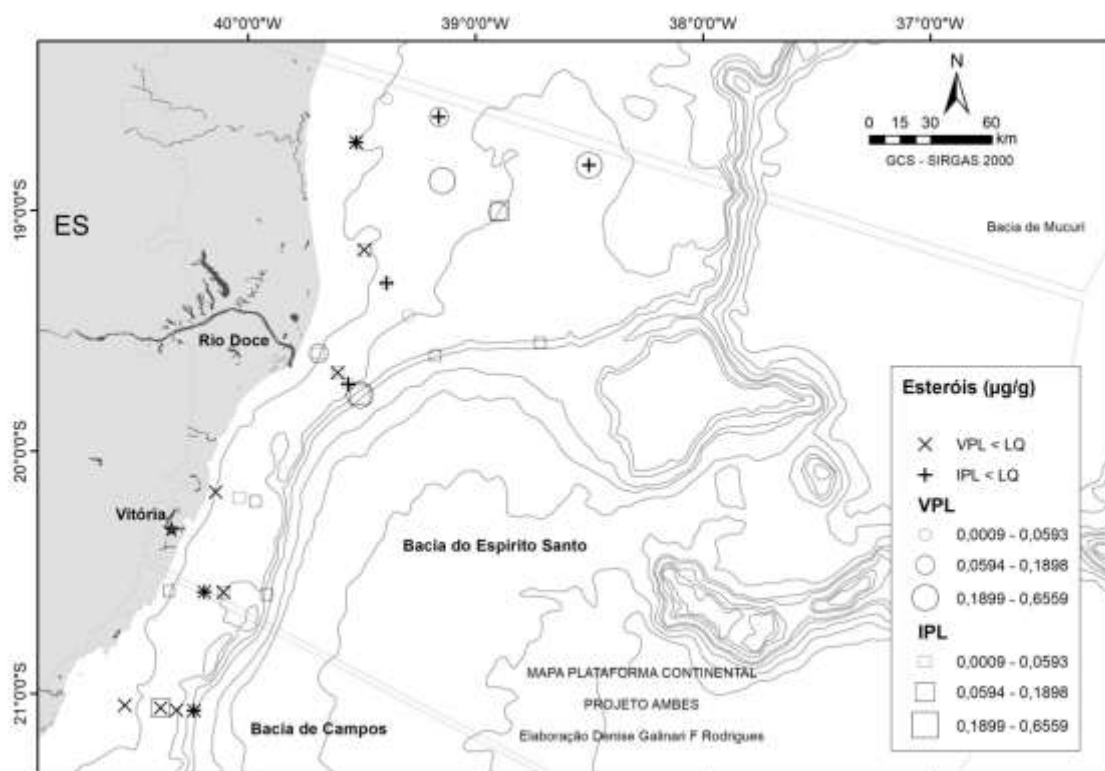 40°0'0"W 39°0'0"W 38°0'0"W 37°0'0"W
N
0 15 30 60
km
GCS - SIRGAS 2000
19°0'0"S
ES
Bacia de Mucuri
Rio Doce
Esteróis (µg/g)
VPL < LQ
20°0'0"S
IPL < LQ
VPL
Vitória
0,0009 - 0,0593
Bacia do Espirito Santo
0,0594 - 0,1898
0,1899 - 0,6559
IPL
0,0009 - 0,0593
21°0'0"S
MAPA PLATAFORMA CONTINENTAL
0,0594 - 0,1898
PROJETO AMBES
0,1899 - 0,6559
Bacia de Campos
Elaboração Denise Galinari F Rodrigues